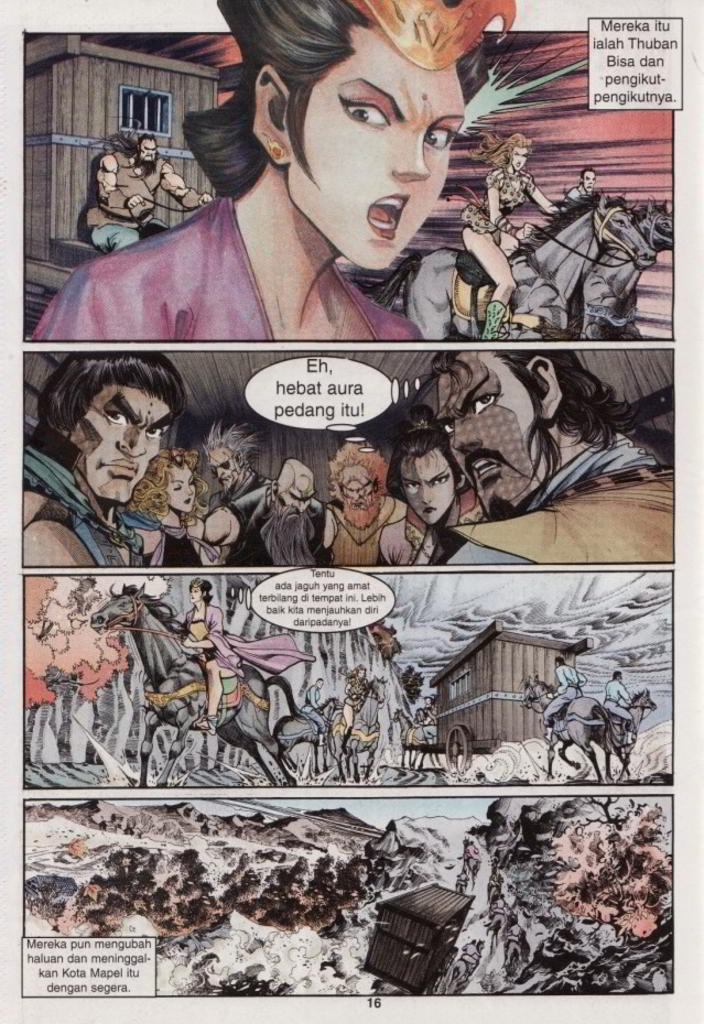 Mereka itu
ialah Thuban
Bisa dan
pengikut-
pengikutnya.
Eh,
hebat aura
pedang itu!
Tentu
ada jaguh yang amat
terbilang di tempat ini. Lebih
baik kita menjauhkan diri
daripadanya!
Mereka pun mengubah
haluan dan meninggal-
kan Kota Mapel itu
dengan segera.
16